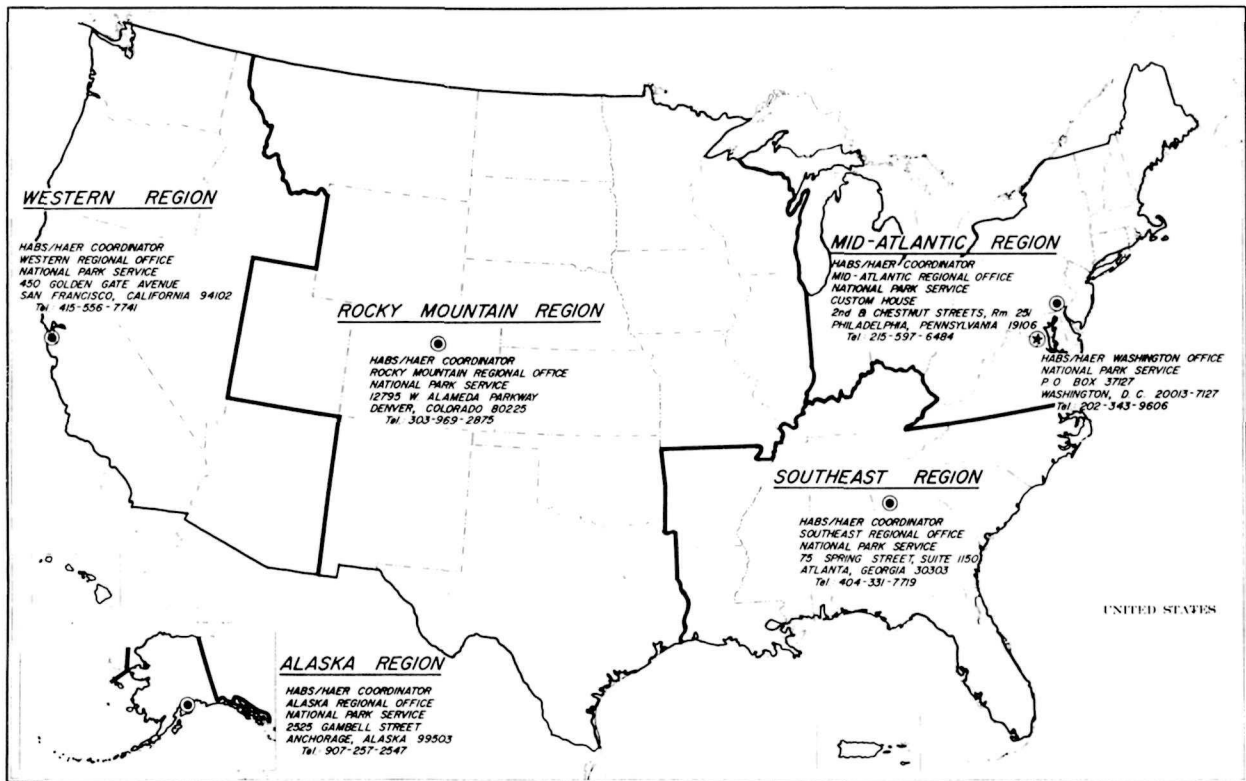 WESTERN REGION
HABS/HAER COORDINATOR
WESTERN REGIONAL OFFICE
NATIONAL PARK SERVICE
450 GOLDEN GATE AVENUE
SAN FRANCISCO, CALIFORNIA 94102
Tel 415-556-7741
ROCKY MOUNTAIN REGION
HABS/HAER COORDINATOR
ROCKY MOUNTAIN REGIONAL OFFICE
NATIONAL PARK SERVICE
12795 W ALAMEDA PARKWAY
DENVER, COLORADO 80225
Tel 303-969-2875
MID-ATLANTIC REGION
HABS/HAER COORDINATOR
MID-ATLANTIC REGIONAL OFFICE
NATIONAL PARK SERVICE
CUSTOM HOUSE
2nd & CHESTNUT STREETS, Rm 251
PHILADELPHIA, PENNSYLVANIA 19106
Tel 215-597-6484
HABS/HAER WASHINGTON OFFICE
NATIONAL PARK SERVICE
P O BOX 37127
WASHINGTON, D. C. 20013-7127
Tel 202-343-9606
SOUTHEAST REGION
HABS/HAER COORDINATOR
SOUTHEAST REGIONAL OFFICE
NATIONAL PARK SERVICE
75 SPRING STREET, SUITE 1150
ATLANTA, GEORGIA 30303
Tel 404-331-7719
UNITED STATES
ALASKA REGION
HABS/HAER COORDINATOR
ALASKA REGIONAL OFFICE
NATIONAL PARK SERVICE
2525 GAMBELL STREET
ANCHORAGE, ALASKA 99503
Tel 907-257-2547